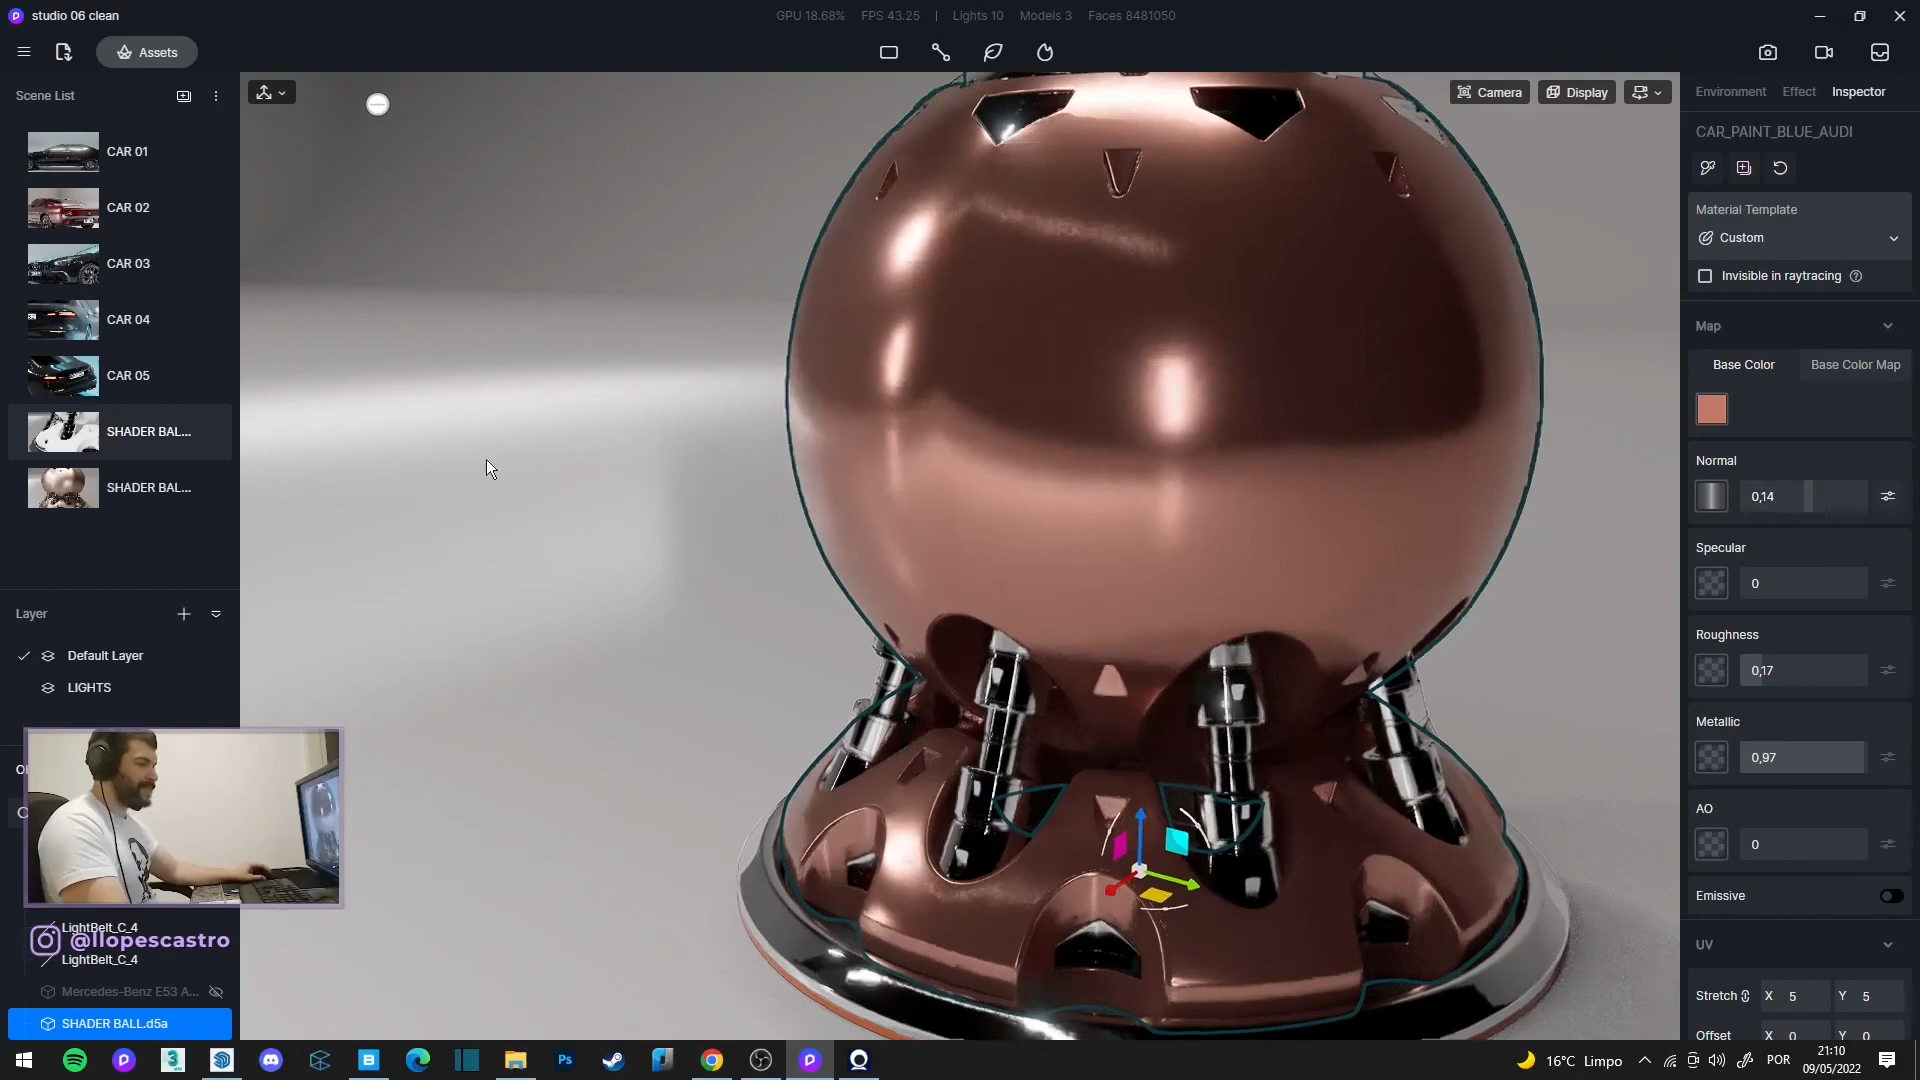 studio 06 clean
GPU 18.68% FPS 43.25 | Lights 10 Models 3 Faces 8481050
Assets
Scene List
CAR 01
CAR 02
CAR 03
CAR 04
CAR 05
SHADER BAL...
SHADER BAL...
Layer
Default Layer
LIGHTS
LightBelt_C_4
@llopescastro
LightBelt_C_4
Mercedes-Benz E53 A...
SHADER BALL.d5a
Camera
Display
Environment Effect Inspector
CAR_PAINT_BLUE_AUDI
Material Template
Custom
Invisible in raytracing
Map
Base Color Base Color Map
Normal
0,14
Specular
0
Roughness
0,17
Metallic
0,97
AO
0
Emissive
UV
Stretch X 5 Y 5
Offset X 0 Y 0
Ps
16°C Limpo
POR
21:10
09/05/2022